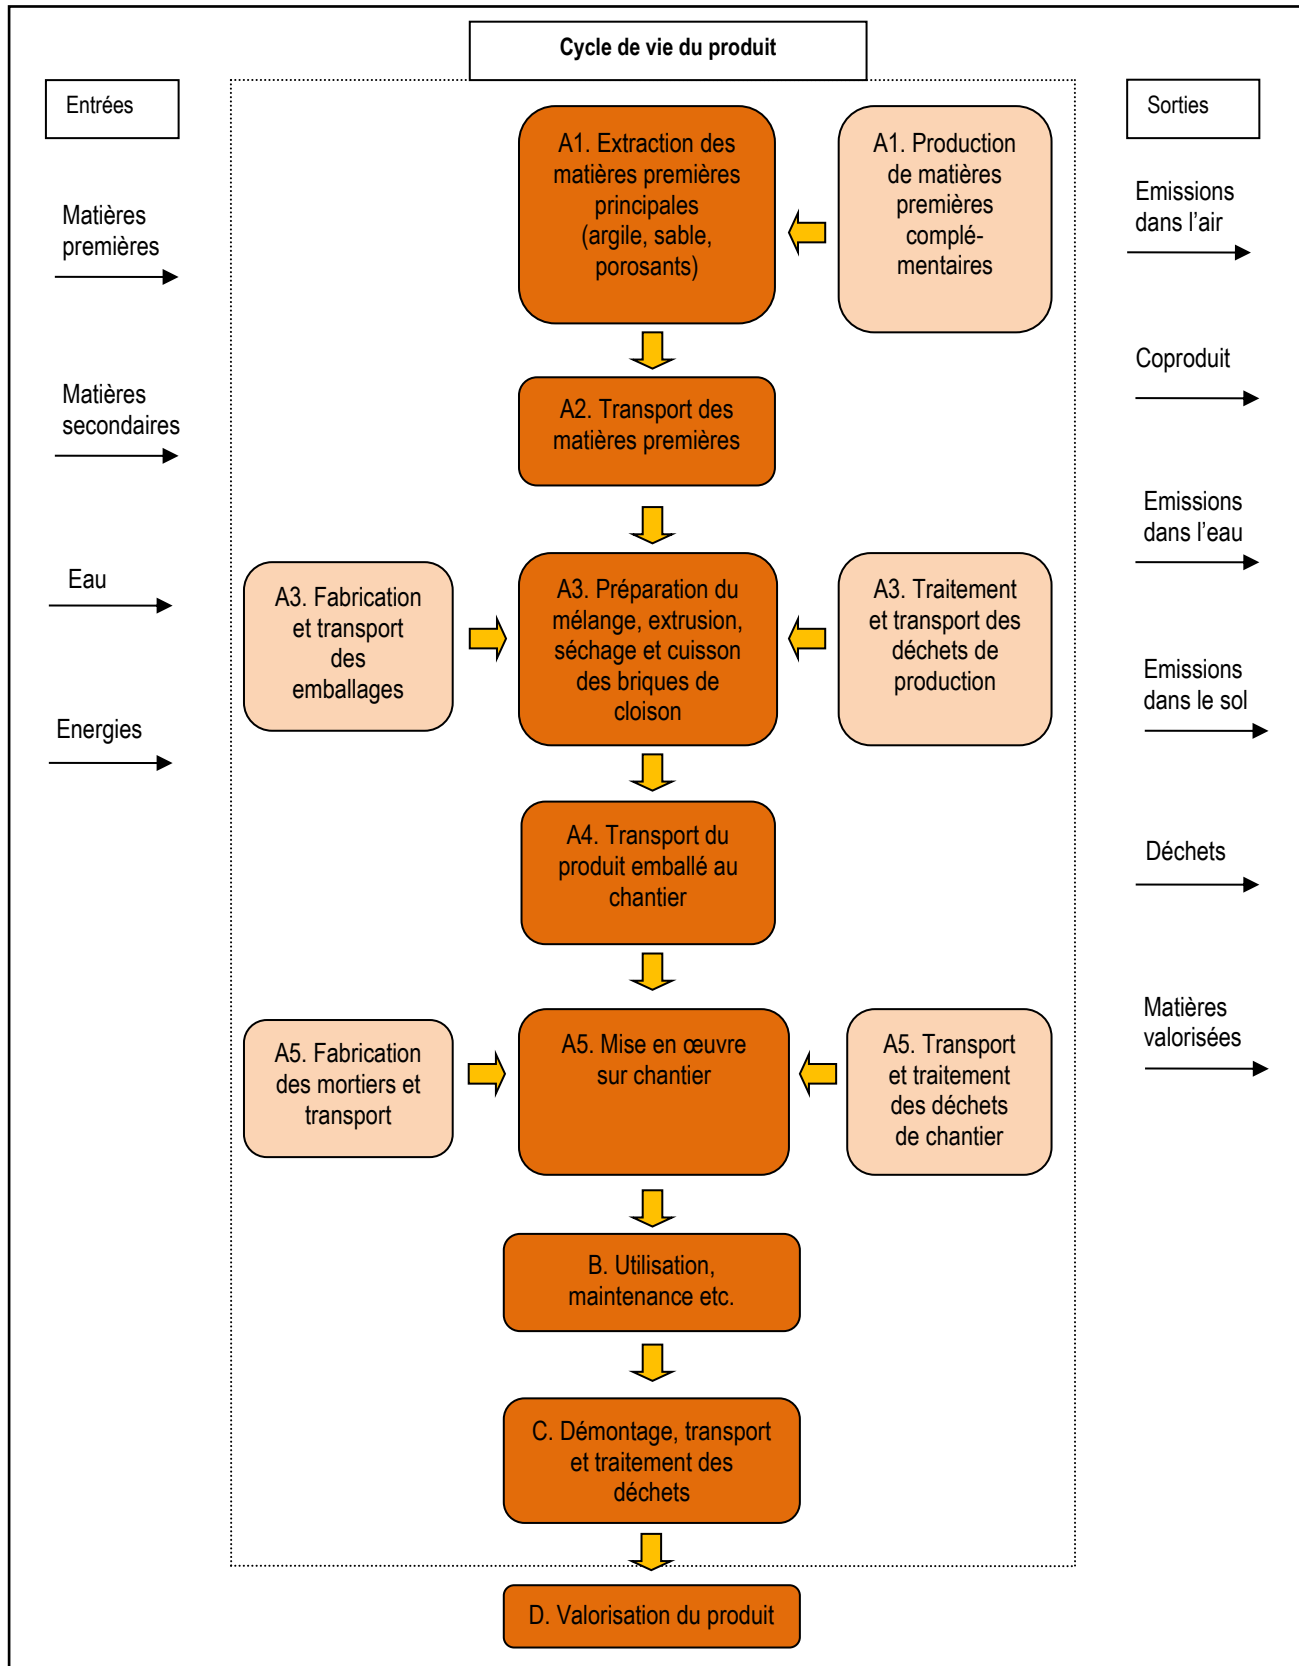 Cycle de vie du produit
Entrées
Matières
premières
Matières
secondaires
Eau
Energies
A1. Extraction des
matières premières
principales
(argile, sable,
porosants)
A1. Production
de matières
premières
complé-
mentaires
A2. Transport des
matières premières
A3. Fabrication
et transport
des
emballages
A3. Préparation du
mélange, extrusion,
séchage et cuisson
des briques de
cloison
A3. Traitement
et transport des
déchets de
production
A4. Transport du
produit emballé au
chantier
A5. Fabrication
des mortiers et
transport
A5. Mise en œuvre
sur chantier
A5. Transport
et traitement
des déchets
de chantier
B. Utilisation,
maintenance etc.
C. Démontage, transport
et traitement des
déchets
D. Valorisation du produit
Sorties
Emissions
dans l’air
Coproduit
Emissions
dans l’eau
Emissions
dans le sol
Déchets
Matières
valorisées